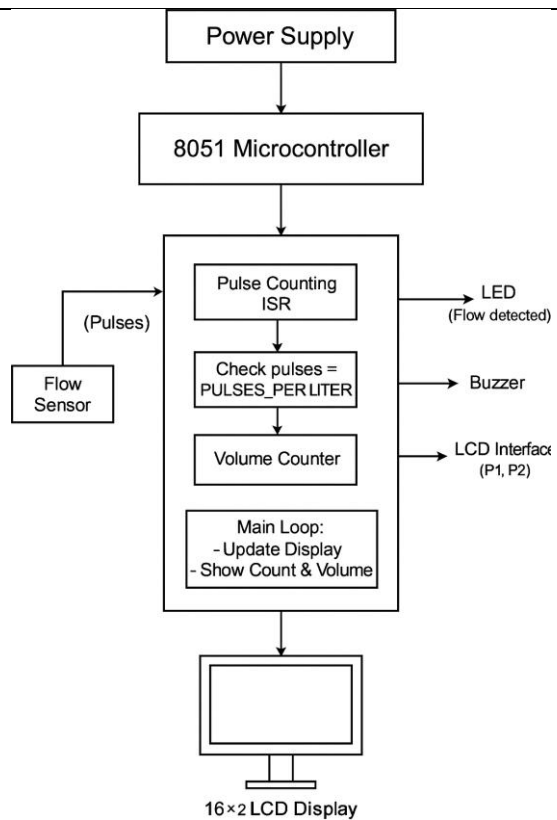 Power Supply
8051 Microcontroller
Pulse Counting
ISR
(Pulses)
Flow
Sensor
Check pulses =
PULSES_PER LITER
Volume Counter
Main Loop:
- Update Display
- Show Count & Volume
LED
(Flow detected)
Buzzer
LCD Interface
(P1, P2)
16×2 LCD Display